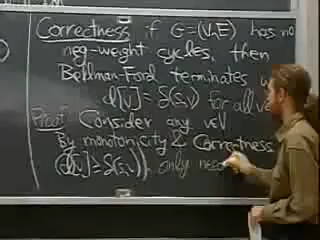 Correctness if G=(V,E) has no
neg-weight cycles, then
Bellman-Ford terminates w
d[v]=δ(s,v) for all v
Proof Consider any v∈V
By monotonicity & Correctness
(d[v]≥δ(s,v)), only need